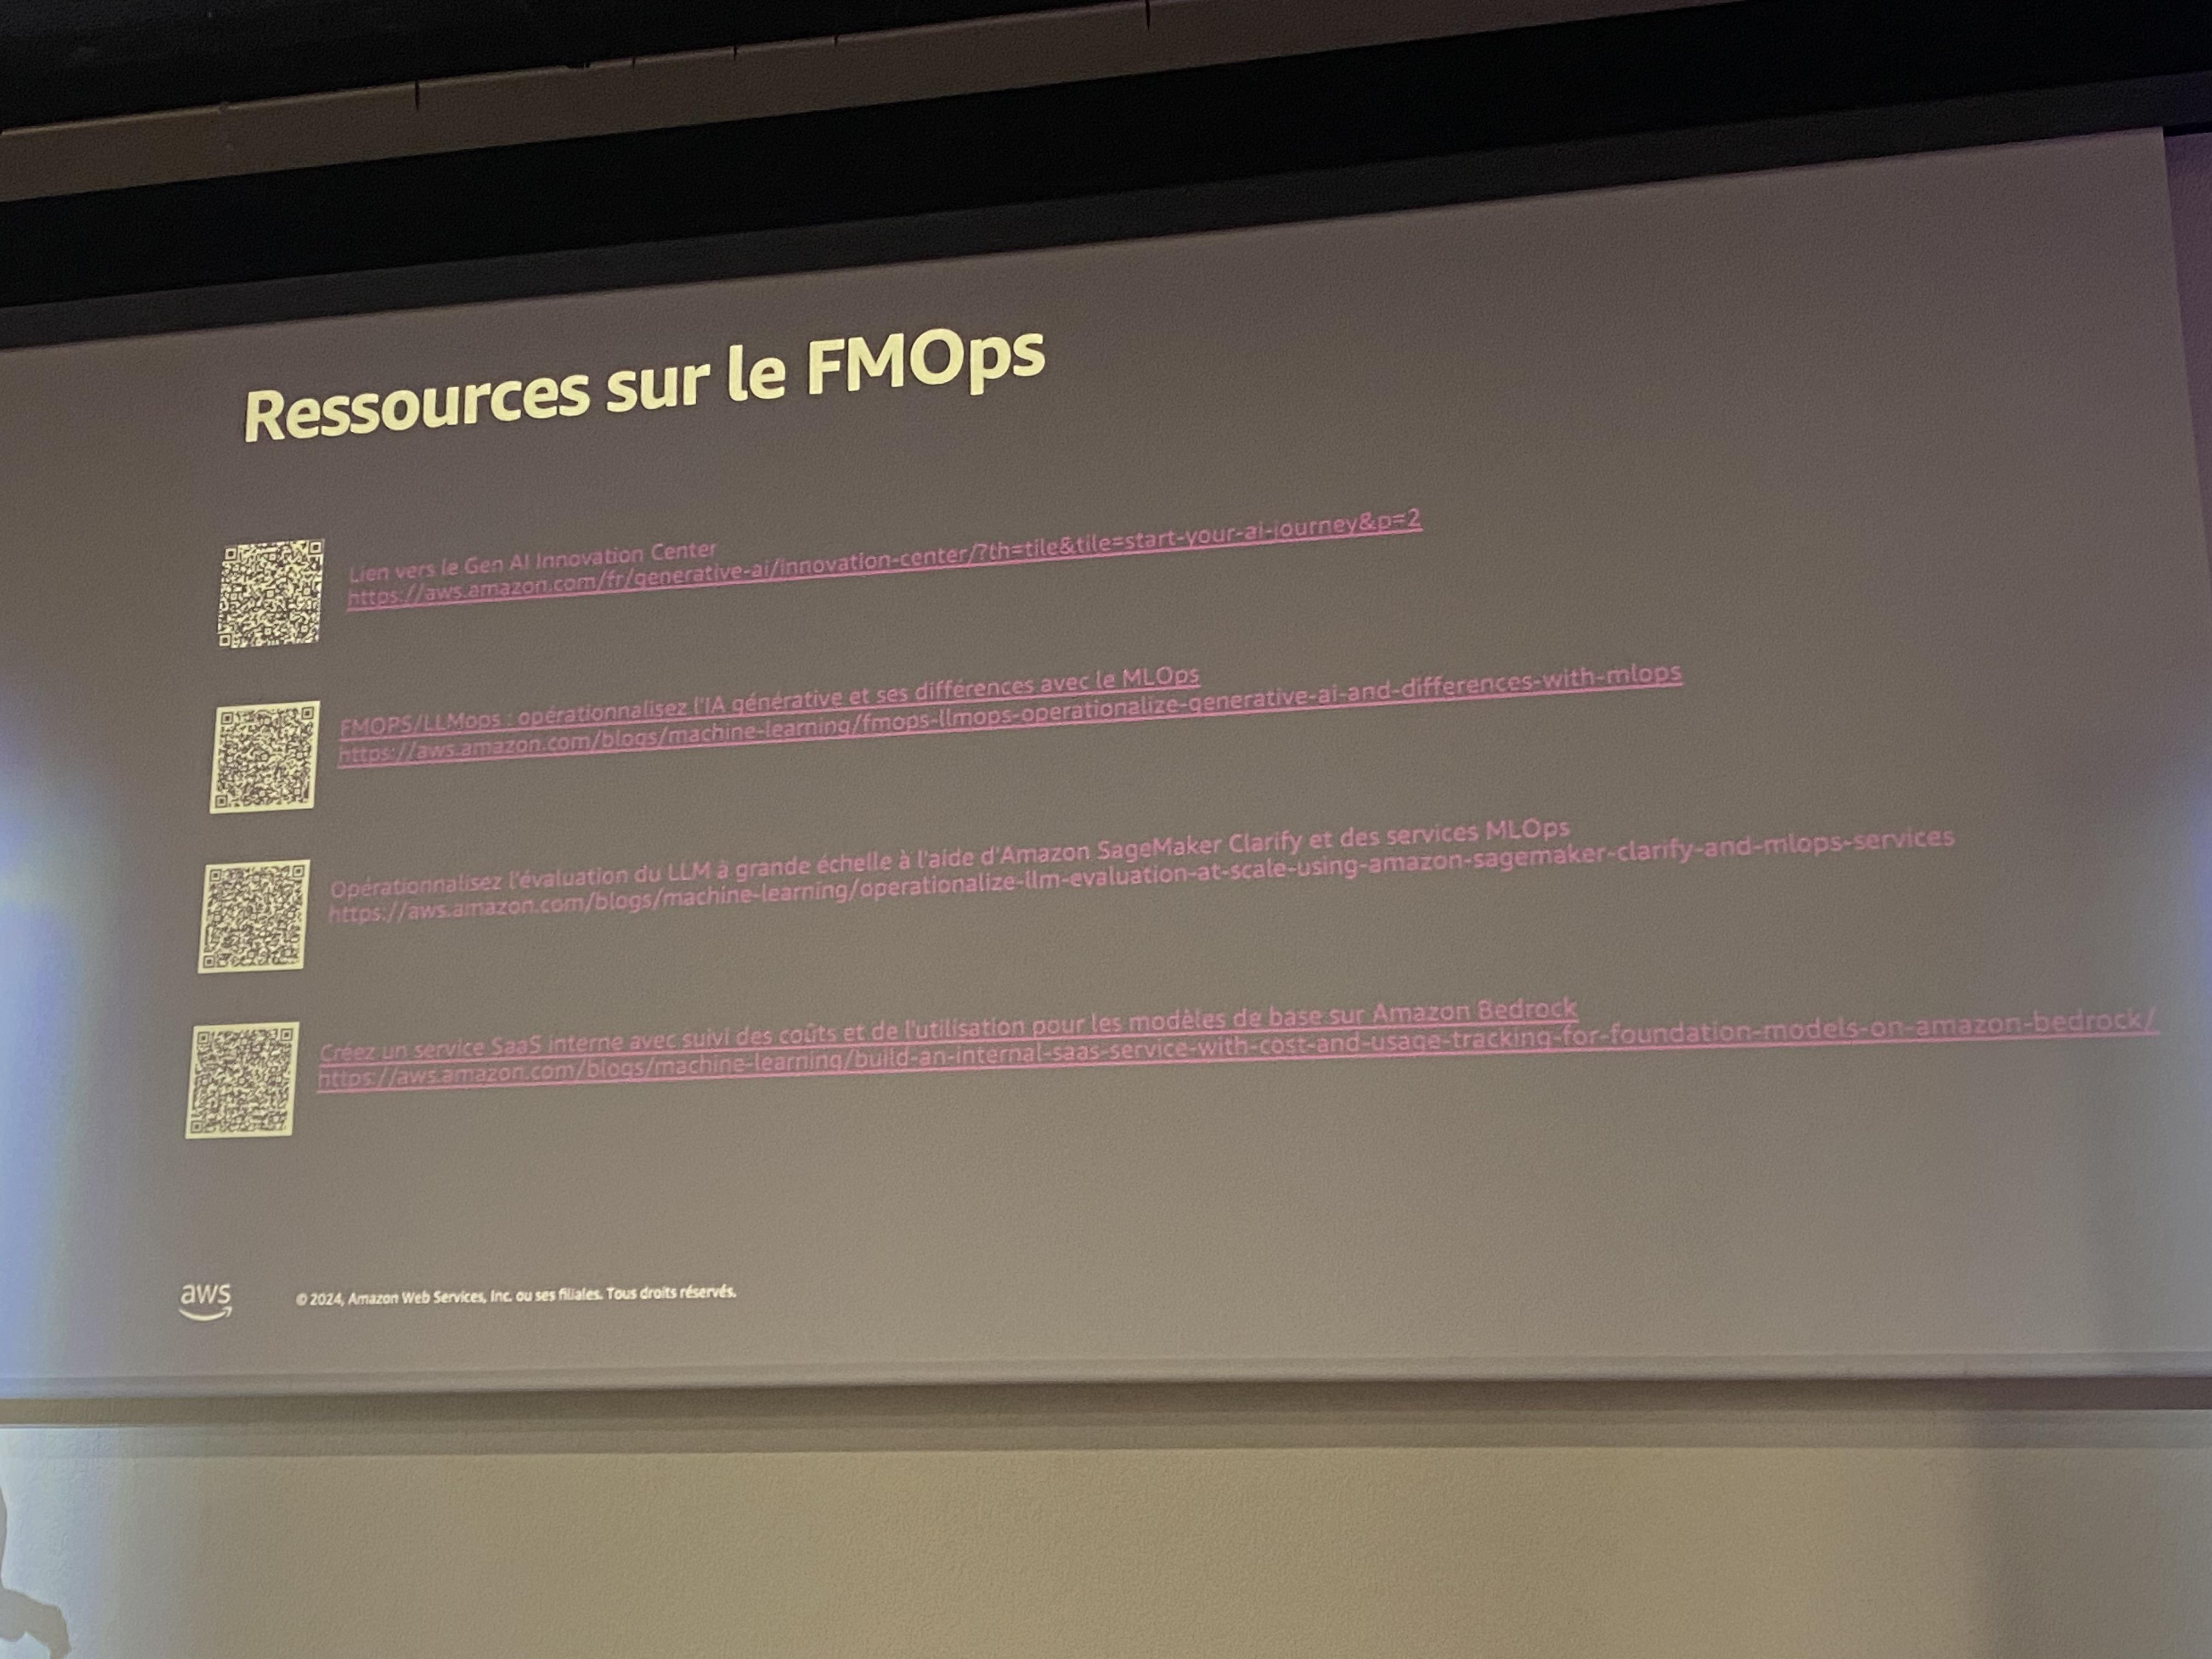 Ressources sur le FMOps
Lien vers le Gen AI Innovation Center
https://aws.amazon.com/fr/generative-ai/innovation-center/?th=tile&tile=start-your-ai-journey&p=2
FMOPS/LLMops : opérationnalisez l'IA générative et ses différences avec le MLOps
https://aws.amazon.com/blogs/machine-learning/fmops-llmops-operationalize-generative-ai-and-differences-with-mlops
Opérationnalisez l'évaluation du LLM à grande échelle à l'aide d'Amazon SageMaker Clarify et des services MLOps
https://aws.amazon.com/blogs/machine-learning/operationalize-llm-evaluation-at-scale-using-amazon-sagemaker-clarify-and-mlops-services
Créez un service SaaS interne avec suivi des coûts et de l'utilisation pour les modèles de base sur Amazon Bedrock
https://aws.amazon.com/blogs/machine-learning/build-an-internal-saas-service-with-cost-and-usage-tracking-for-foundation-models-on-amazon-bedrock/
aws
© 2024, Amazon Web Services, Inc. ou ses filiales. Tous droits réservés.